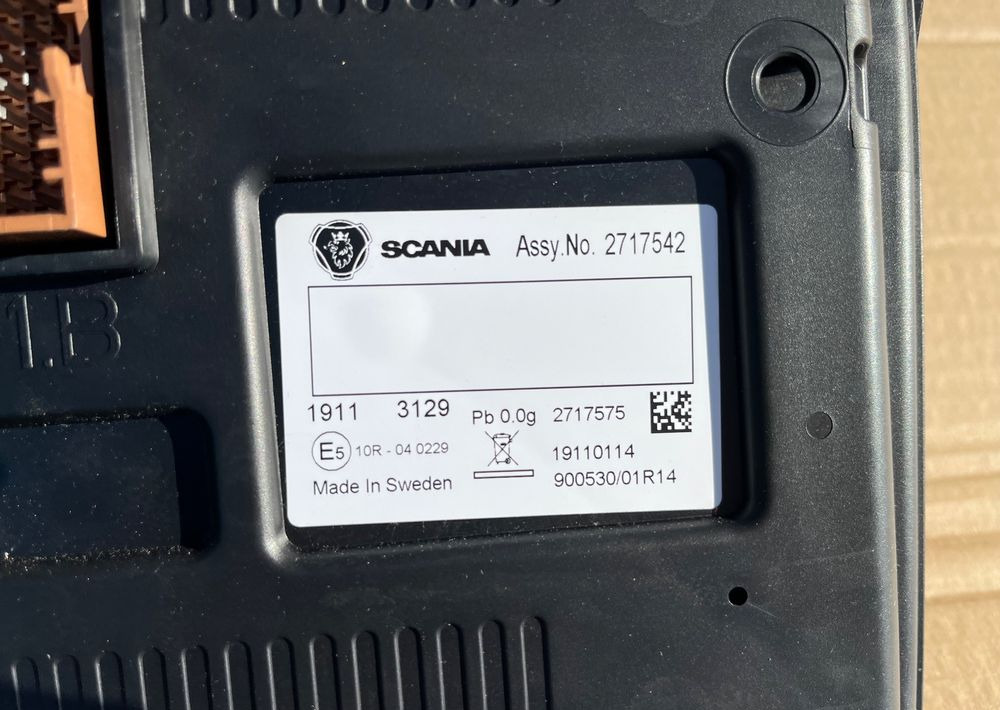 SCANIA Assy.No. 2717542
1911 3129 Pb 0.0g 2717575
E5 10R - 04 0229 19110114
Made In Sweden 900530/01R14
1.B